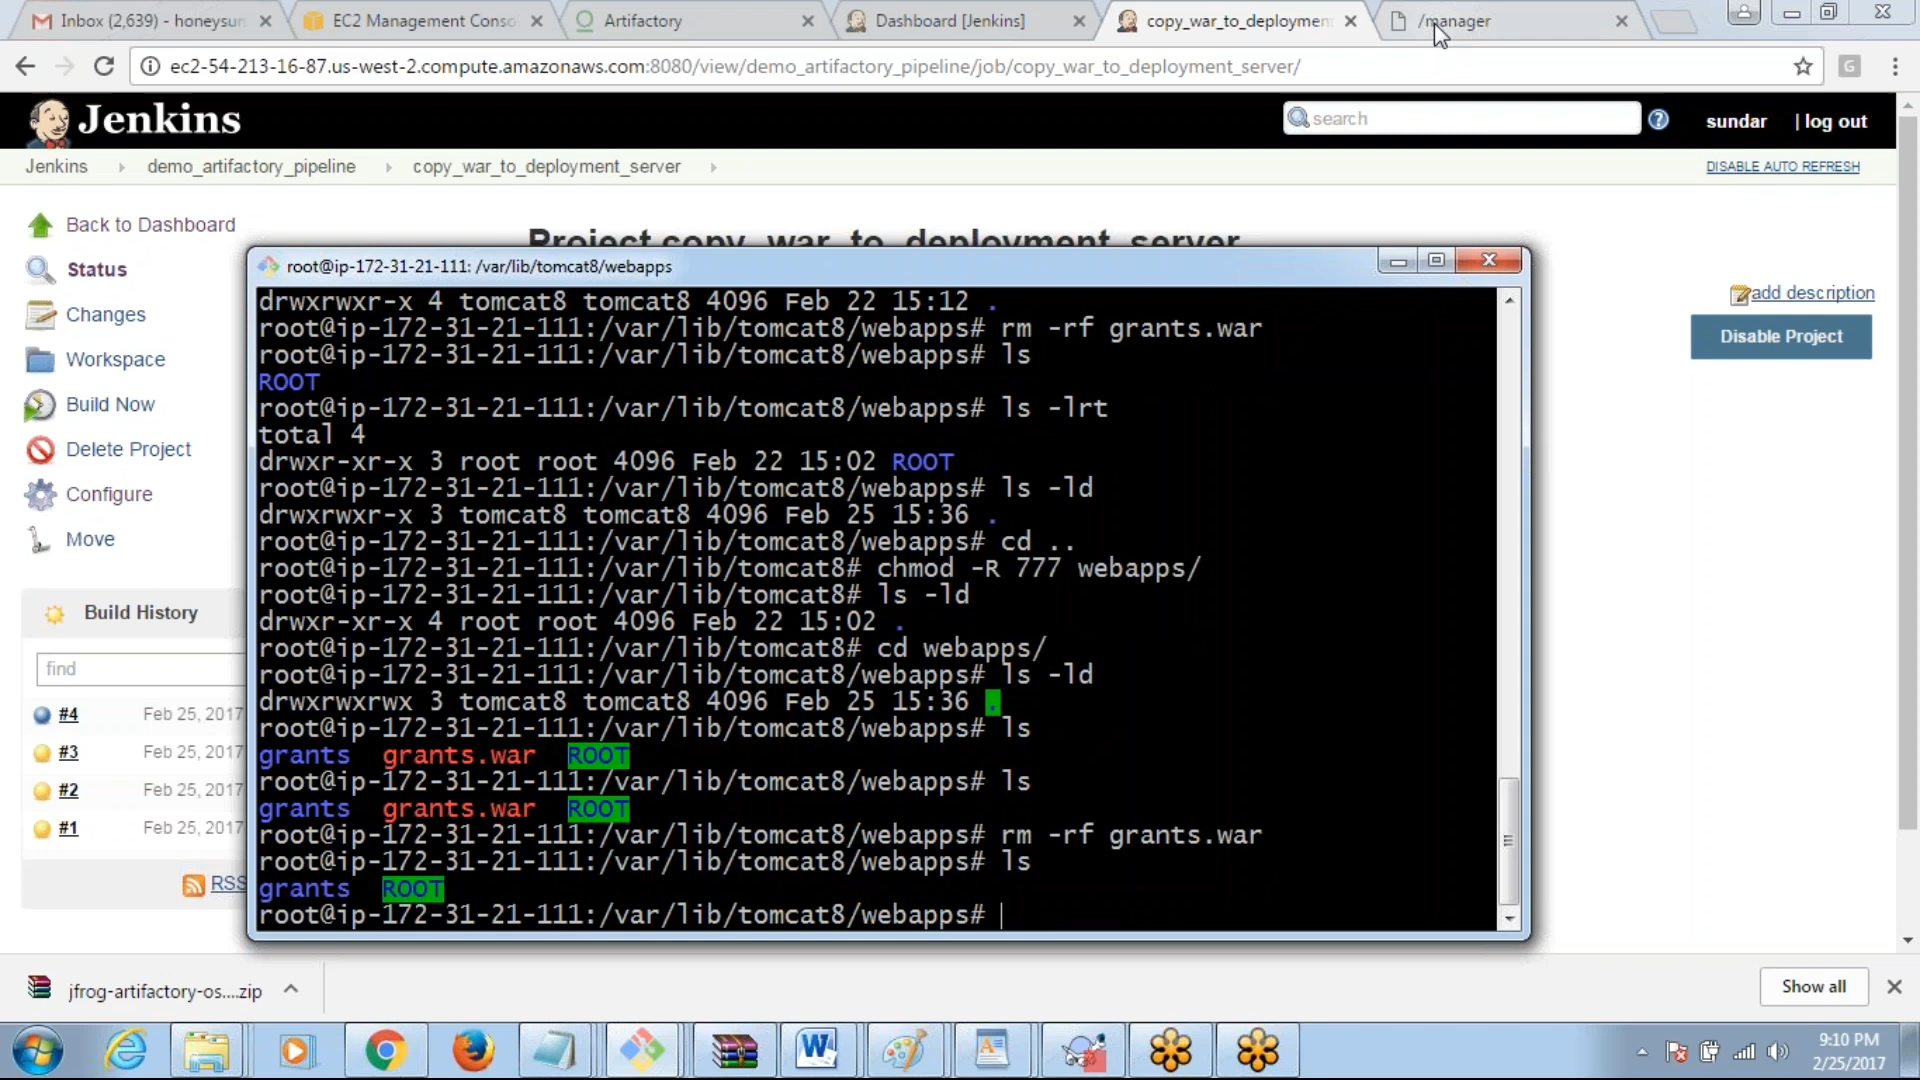 Inbox (2,639) - honeysun
EC2 Management Conso
Artifactory
Dashboard [Jenkins]
copy_war_to_deploymen
/manager
ec2-54-213-16-87.us-west-2.compute.amazonaws.com:8080/view/demo_artifactory_pipeline/job/copy_war_to_deployment_server/
G
Jenkins
search
sundar
| log out
Jenkins
demo_artifactory_pipeline
copy_war_to_deployment_server
DISABLE AUTO REFRESH
Back to Dashboard
Status
Changes
Workspace
Build Now
Delete Project
Configure
Move
Project copy_war_to_deployment_server
add description
Disable Project
Build History
find
#4 Feb 25, 2017
#3 Feb 25, 2017
#2 Feb 25, 2017
#1 Feb 25, 2017
RSS
root@ip-172-31-21-111: /var/lib/tomcat8/webapps
drwxrwxr-x 4 tomcat8 tomcat8 4096 Feb 22 15:12 .
root@ip-172-31-21-111:/var/lib/tomcat8/webapps# rm -rf grants.war
root@ip-172-31-21-111:/var/lib/tomcat8/webapps# ls
ROOT
root@ip-172-31-21-111:/var/lib/tomcat8/webapps# ls -lrt
total 4
drwxr-xr-x 3 root root 4096 Feb 22 15:02 ROOT
root@ip-172-31-21-111:/var/lib/tomcat8/webapps# ls -ld
drwxrwxr-x 3 tomcat8 tomcat8 4096 Feb 25 15:36 .
root@ip-172-31-21-111:/var/lib/tomcat8/webapps# cd ..
root@ip-172-31-21-111:/var/lib/tomcat8# chmod -R 777 webapps/
root@ip-172-31-21-111:/var/lib/tomcat8# ls -ld
drwxr-xr-x 4 root root 4096 Feb 22 15:02 .
root@ip-172-31-21-111:/var/lib/tomcat8# cd webapps/
root@ip-172-31-21-111:/var/lib/tomcat8/webapps# ls -ld
drwxrwxrwx 3 tomcat8 tomcat8 4096 Feb 25 15:36 .
root@ip-172-31-21-111:/var/lib/tomcat8/webapps# ls
grants grants.war ROOT
root@ip-172-31-21-111:/var/lib/tomcat8/webapps# ls
grants grants.war ROOT
root@ip-172-31-21-111:/var/lib/tomcat8/webapps# rm -rf grants.war
root@ip-172-31-21-111:/var/lib/tomcat8/webapps# ls
grants ROOT
root@ip-172-31-21-111:/var/lib/tomcat8/webapps#
jfrog-artifactory-os....zip
Show all
9:10 PM
2/25/2017